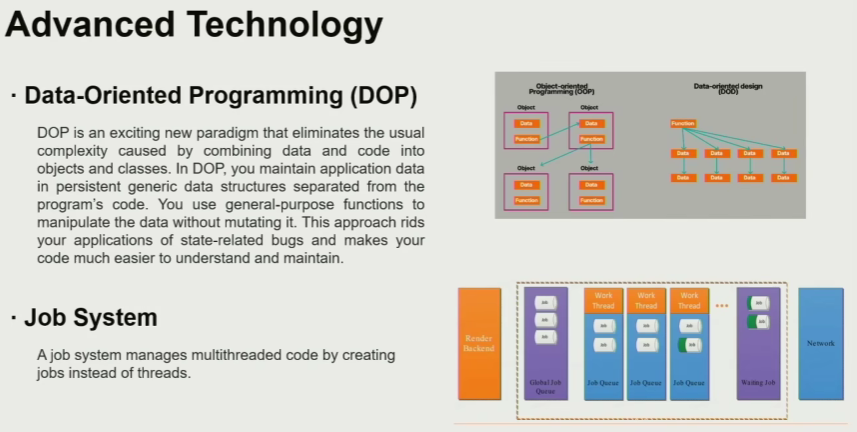 Advanced Technology
· Data-Oriented Programming (DOP)
DOP is an exciting new paradigm that eliminates the usual
complexity caused by combining data and code into
objects and classes. In DOP, you maintain application data
in persistent generic data structures separated from the
program's code. You use general-purpose functions to
manipulate the data without mutating it. This approach rids
your applications of state-related bugs and makes your
code much easier to understand and maintain.
Object-oriented
Programming (OOP)
Data-oriented design
(DOD)
Object Object
Data Data
Function Function
Object Object
Data Data
Function Function
Function
Data Data Data Data
Data Data Data Data
· Job System
A job system manages multithreaded code by creating
jobs instead of threads.
Render
Backend
Job
Job
Job
Global Job
Queue
Work
Thread
Job
Job
Job Queue
Work
Thread
Job
Job
Job Queue
Work
Thread
Job
Job
Job Queue
Job
Job
Waiting Job
Network